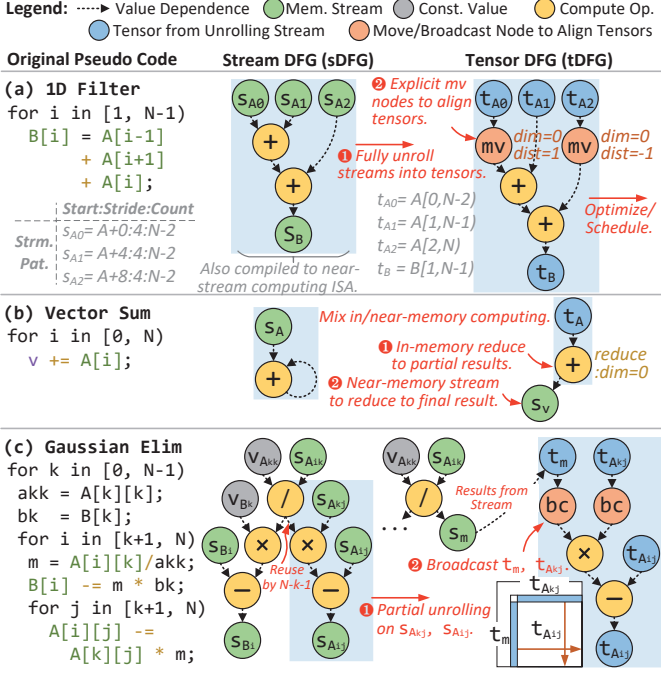 Legend: Value Dependence Mem. Stream Const. Value Compute Op.
Tensor from Unrolling Stream Move/Broadcast Node to Align Tensors
Original Pseudo Code Stream DFG (sDFG) Tensor DFG (tDFG)
(a) 1D Filter
for i in [1, N-1)
B[i] = A[i-1]
+ A[i+1]
+ A[i];
Start:Stride:Count
Strm. Pat.
sA0= A+0:4:N-2
sA1= A+4:4:N-2
sA2= A+8:4:N-2
sA0 sA1 sA2
+
+
SB
Also compiled to near-
stream computing ISA.
❷ Explicit mv
nodes to align
tensors.
❶ Fully unroll
streams into tensors.
tA0= A[0,N-2)
tA1= A[1,N-1)
tA2= A[2,N)
tB = B[1,N-1)
tA0 tA1 tA2
mv dim=0 dist=1
mv dim=0 dist=-1
+
+
tB
Optimize/
Schedule.
(b) Vector Sum
for i in [0, N)
v += A[i];
sA
+
Mix in/near-memory computing.
❶ In-memory reduce
to partial results.
❷ Near-memory stream
to reduce to final result.
tA
+ reduce
:dim=0
sv
(c) Gaussian Elim
for k in [0, N-1)
akk = A[k][k];
bk = B[k];
for i in [k+1, N)
m = A[i][k]/akk;
B[i] -= m * bk;
for j in [k+1, N)
A[i][j] -=
A[k][j] * m;
vAkk sAik
vBk / sAkj
sBi × × sAij
Reuse
by N-k-1
− −
sBi sAij
vAkk sAik
/
...
sm
Results from
Stream
❷ Broadcast tm, tAkj.
❶ Partial unrolling
on sAkj, sAij.
tm tAkj
bc bc
× tAij
−
tAij
tAkj
tm
tAij